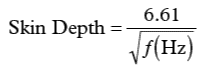 Skin Depth = 6.61 / √f(Hz)